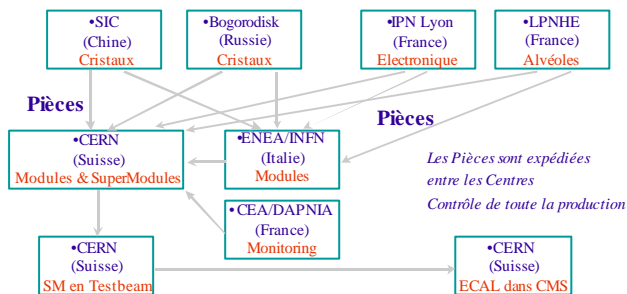 •SIC
(Chine)
Cristaux
•Bogorodisk
(Russie)
Cristaux
•IPN Lyon
(France)
Electronique
•LPNHE
(France)
Alvéoles
Pièces
Pièces
•CERN
(Suisse)
Modules & SuperModules
•ENEA/INFN
(Italie)
Modules
Les Pièces sont expédiées
entre les Centres
Contrôle de toute la production
•CEA/DAPNIA
(France)
Monitoring
•CERN
(Suisse)
SM en Testbeam
•CERN
(Suisse)
ECAL dans CMS